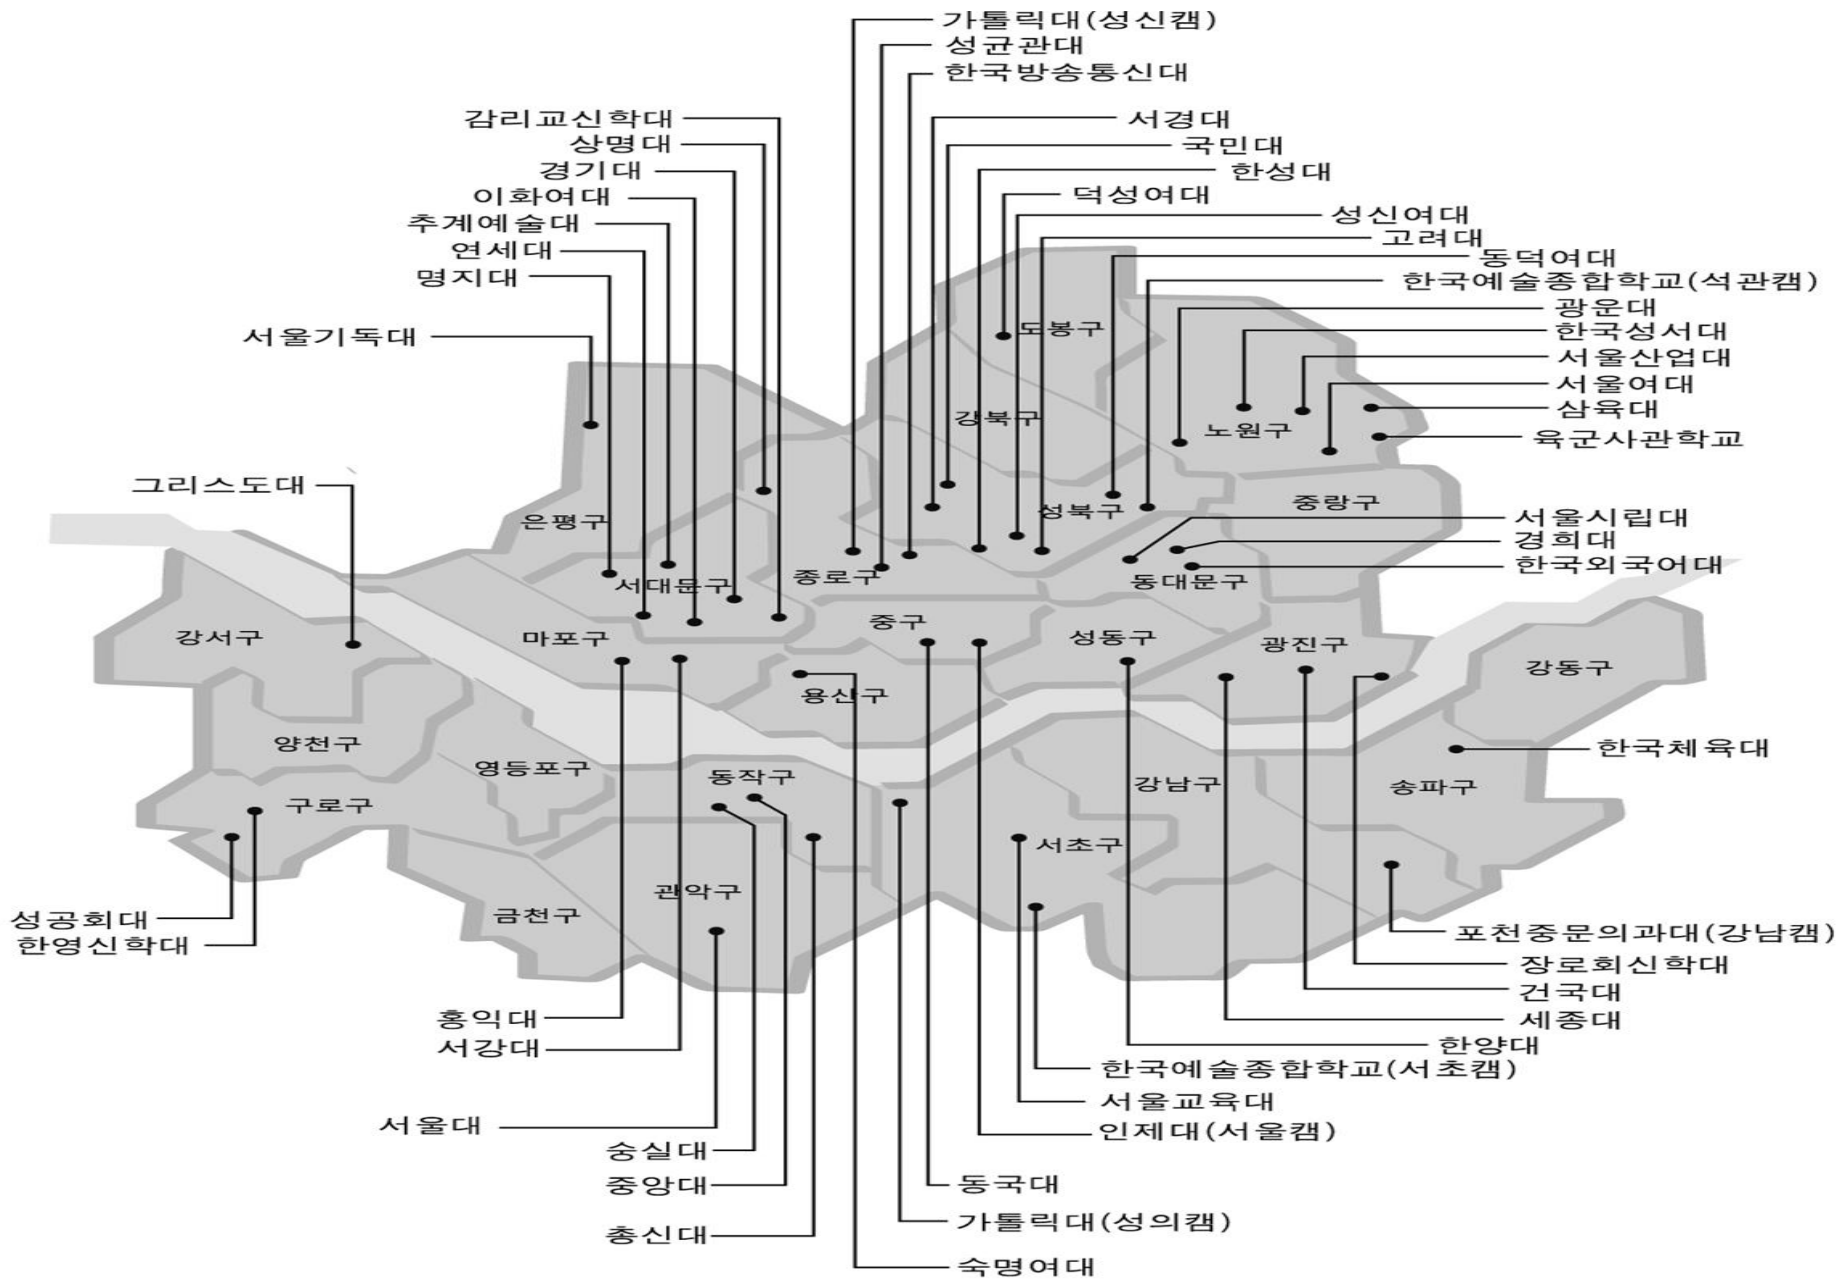 가톨릭대(성신캠)
성균관대
한국방송통신대
감리교신학대
서경대
상명대
국민대
경기대
한성대
이화여대
덕성여대
추계예술대
성신여대
연세대
고려대
명지대
동덕여대
한국예술종합학교(석관캠)
광운대
서울기독대
도봉구
한국성서대
서울산업대
서울여대
강북구
삼육대
노원구
육군사관학교
그리스도대
은평구
성북구
중랑구
서울시립대
경희대
서대문구
종로구
동대문구
한국외국어대
강서구
마포구
중구
성동구
광진구
강동구
용산구
양천구
한국체육대
영등포구
동작구
강남구
송파구
구로구
서초구
관악구
금천구
성공회대
한영신학대
포천중문의과대(강남캠)
장로회신학대
건국대
홍익대
세종대
서강대
한양대
한국예술종합학교(서초캠)
서울교육대
서울대
인제대(서울캠)
숭실대
중앙대
동국대
가톨릭대(성의캠)
총신대
숙명여대